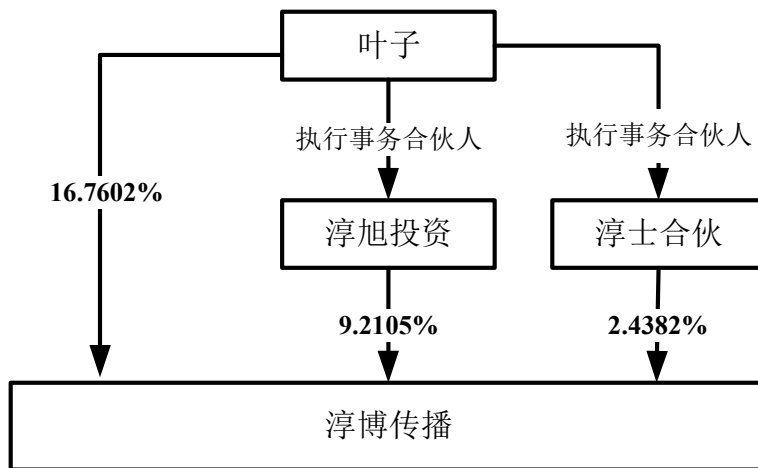 叶子
执行事务合伙人
执行事务合伙人
16.7602%
淳旭投资
淳士合伙
9.2105%
2.4382%
淳博传播